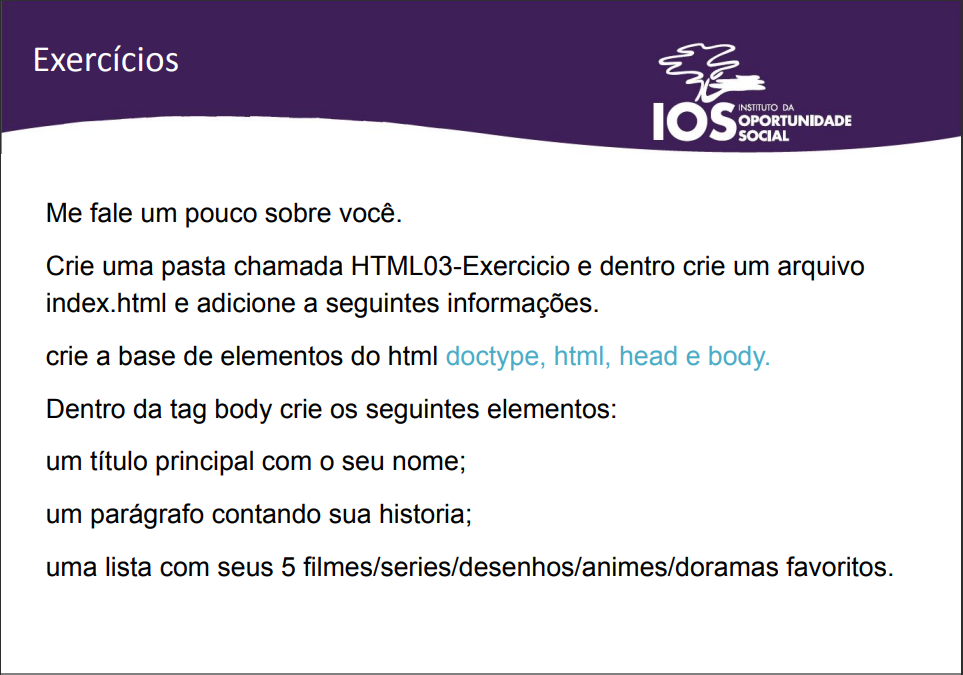 Exercícios
IOS INSTITUTO DA
OPORTUNIDADE
SOCIAL
Me fale um pouco sobre você.
Crie uma pasta chamada HTML03-Exercicio e dentro crie um arquivo
index.html e adicione a seguintes informações.
crie a base de elementos do html doctype, html, head e body.
Dentro da tag body crie os seguintes elementos:
um título principal com o seu nome;
um parágrafo contando sua historia;
uma lista com seus 5 filmes/series/desenhos/animes/doramas favoritos.